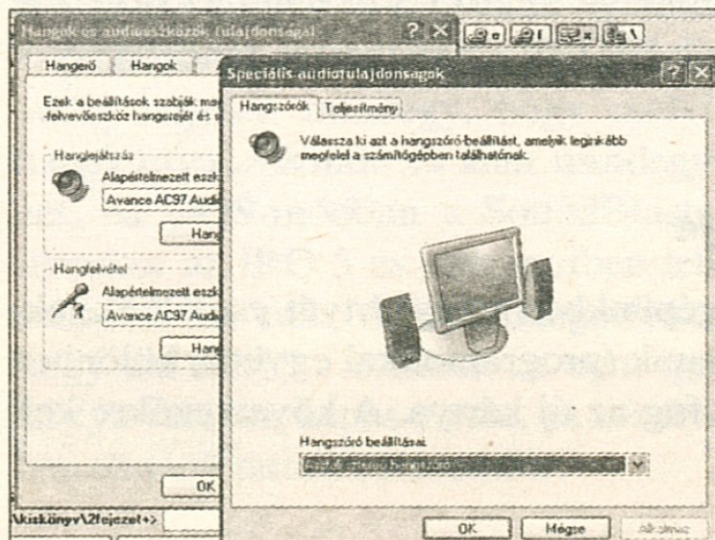 Hangok és audioeszközök tulajdonságai
Hangerő
Hangok
Ezek a beállítások szabják
-felvevőeszköz hangerejét és
Hanglejátszás
Alapértelmezett eszk
Avance AC97 Audi
Hang
Hangfelvétel
Alapértelmezett eszk
Avance AC97 Audi
Hang
OK
\kiskönyv\2fejezet+>
e
f
x
\
Speciális audiotulajdonságok
Hangszórók
Teljesítmény
Válassza ki azt a hangszóró-beállítást, amelyik leginkább
megfelel a számítógépben találhatónak.
Hangszóró beállításai:
hangszóró
OK
Mégse
Alkalmaz